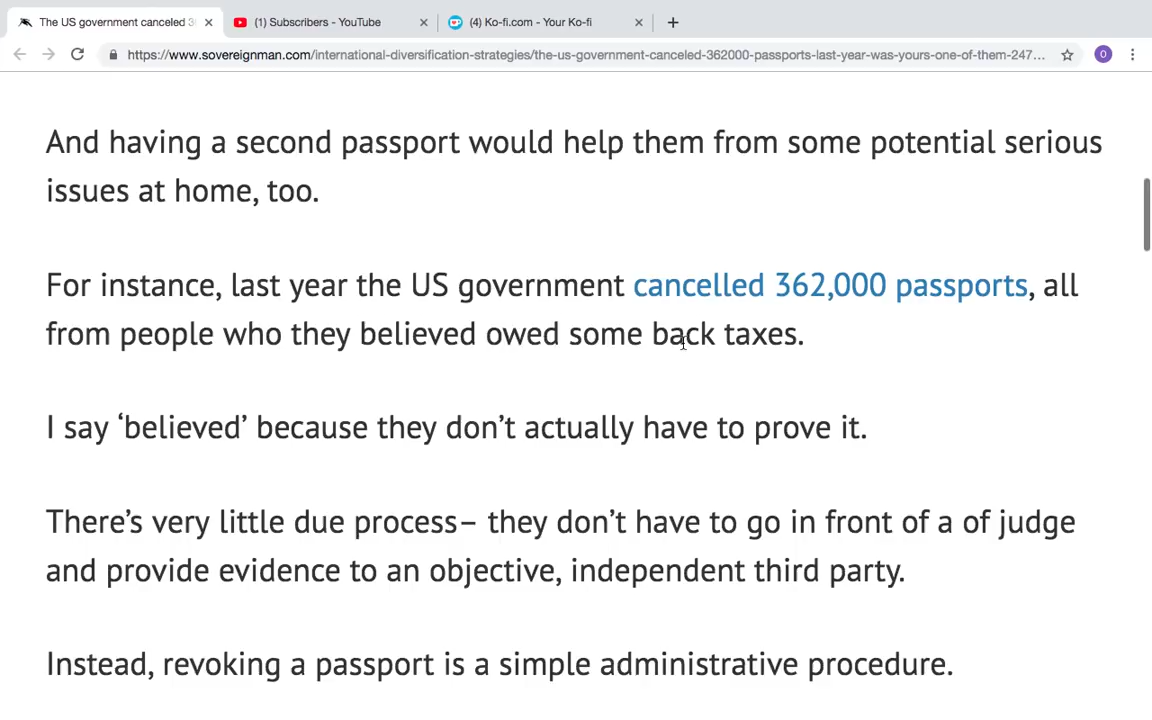 The US government cancelled 3
(1) Subscribers - YouTube
(4) Ko-fi.com - Your Ko-fi
https://www.sovereignman.com/international-diversification-strategies/the-us-government-canceled-362000-passports-last-year-was-yours-one-of-them-247...
O
And having a second passport would help them from some potential serious
issues at home, too.
For instance, last year the US government cancelled 362,000 passports, all
from people who they believed owed some back taxes.
I say ‘believed’ because they don’t actually have to prove it.
There’s very little due process– they don’t have to go in front of a of judge
and provide evidence to an objective, independent third party.
Instead, revoking a passport is a simple administrative procedure.